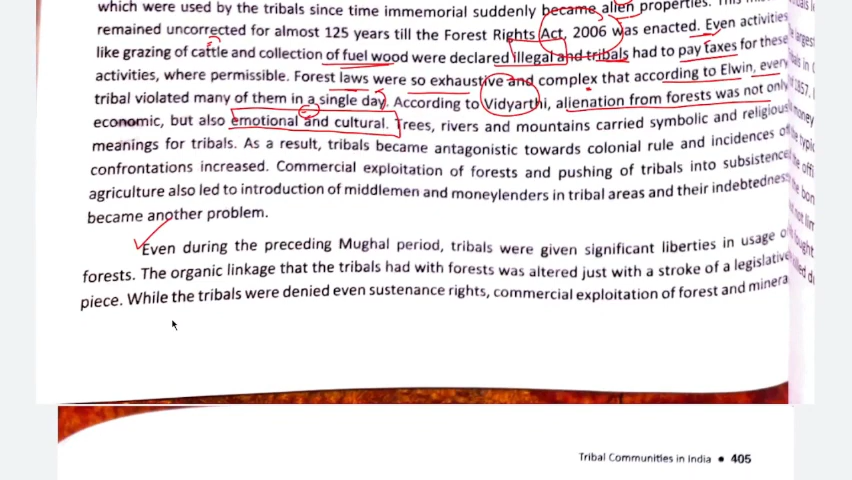 which were used by the tribals since time immemorial suddenly became alien properties.
remained uncorrected for almost 125 years till the Forest Rights Act, 2006 was enacted. Even activities
like grazing of cattle and collection of fuel wood were declared illegal and tribals had to pay taxes for these
activities, where permissible. Forest laws were so exhaustive and complex that according to Elwin, every
tribal violated many of them in a single day. According to Vidyarthi, alienation from forests was not only
economic, but also emotional and cultural. Trees, rivers and mountains carried symbolic and religious
meanings for tribals. As a result, tribals became antagonistic towards colonial rule and incidences of
confrontations increased. Commercial exploitation of forests and pushing of tribals into subsistence
agriculture also led to introduction of middlemen and moneylenders in tribal areas and their indebtedness
became another problem.
Even during the preceding Mughal period, tribals were given significant liberties in usage of
forests. The organic linkage that the tribals had with forests was altered just with a stroke of a legislative
piece. While the tribals were denied even sustenance rights, commercial exploitation of forest and minera
Tribal Communities in India • 405